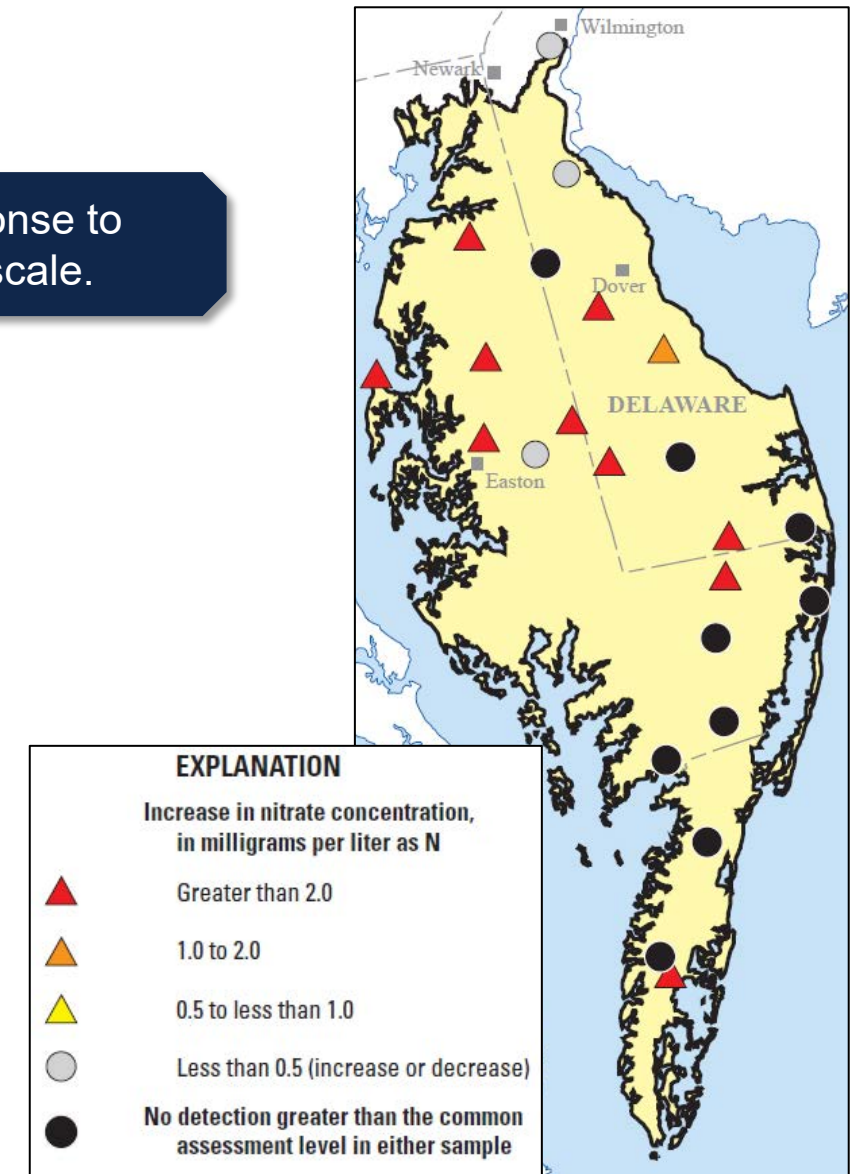 onse to
scale.
Wilmington
Newark
Dover
DELAWARE
Easton
EXPLANATION
Increase in nitrate concentration,
in milligrams per liter as N
Greater than 2.0
1.0 to 2.0
0.5 to less than 1.0
Less than 0.5 (increase or decrease)
No detection greater than the common
assessment level in either sample